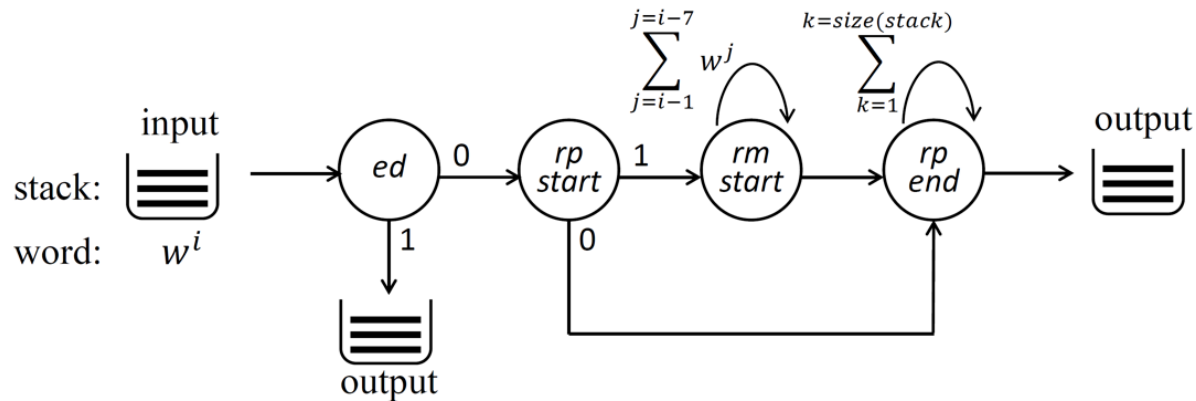 j=i-7
∑ w^j
j=i-1
k=size(stack)
∑
k=1
input
output
stack:
ed
0
rp
start
1
rm
start
rp
end
word:
w^i
1
0
output